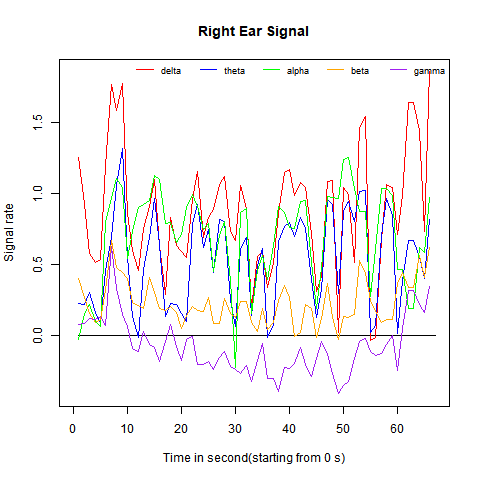 Right Ear Signal
delta theta alpha beta gamma
Signal rate
0.0 0.5 1.0 1.5
0 10 20 30 40 50 60
Time in second(starting from 0 s)